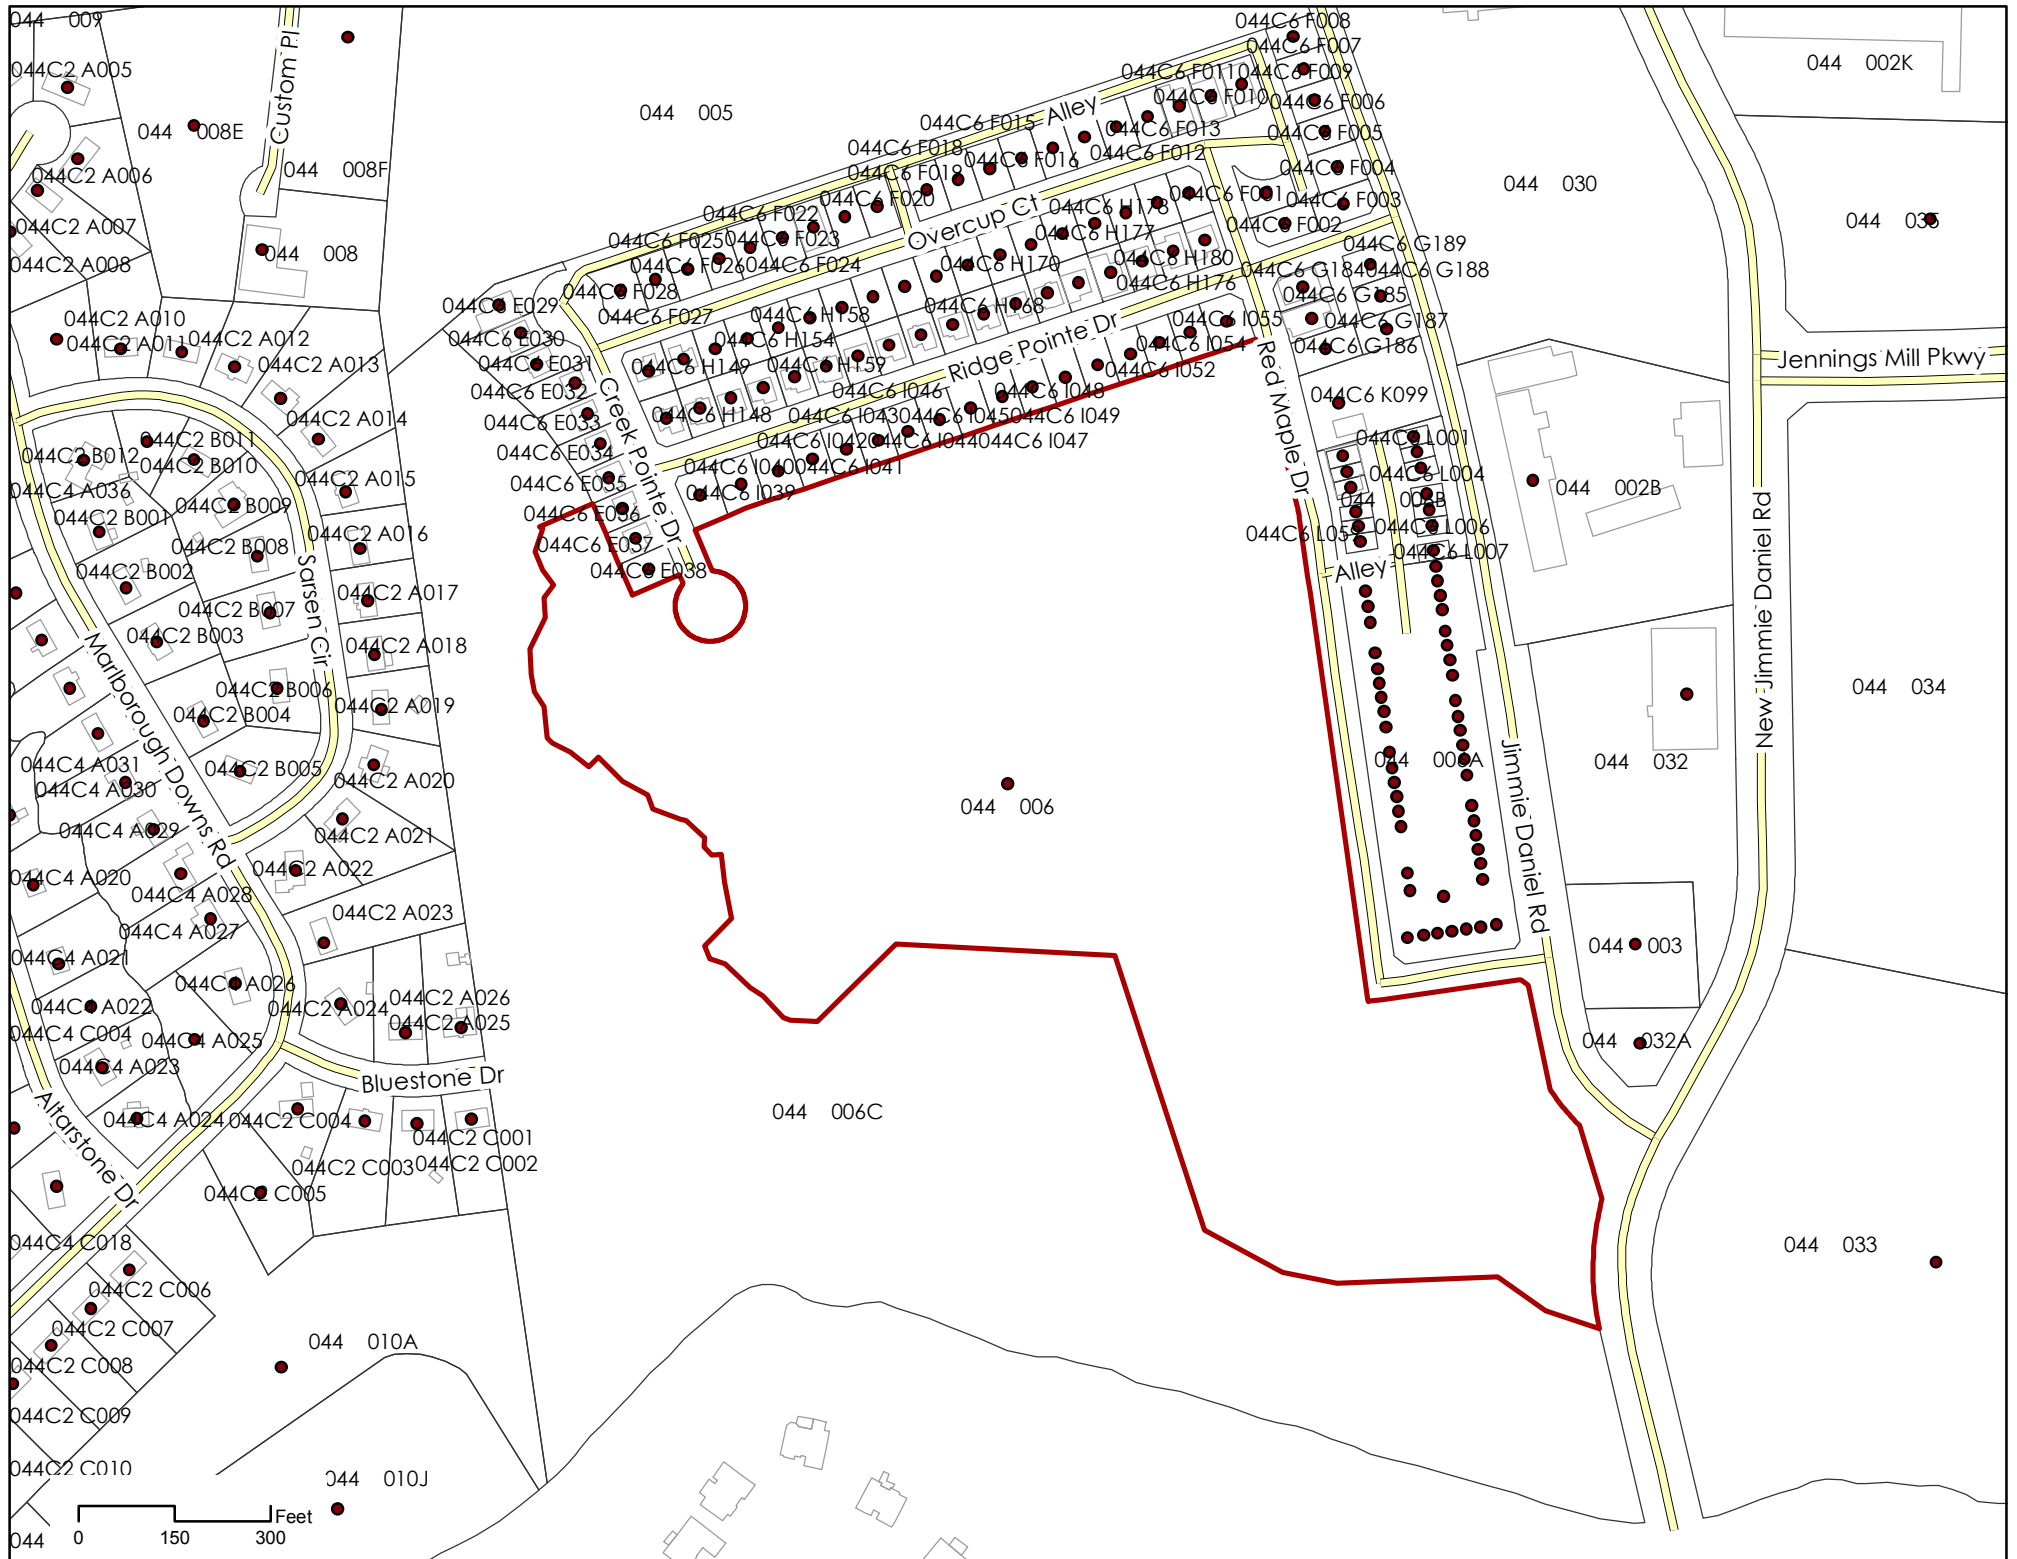 044 009
044C2 A005
Custom Pl
044 008E
044 008F
044 005
044C6 F008
044C6 F007
044C6 F011
044C6 F009
044C6 F010
044C6 F006
Alley
044C6 F015
044C6 F013
044C6 F005
044C6 F018
044C6 F016
044C6 F012
044C6 F004
044C6 F019
044C6 F020
044C6 F001
044C6 F003
044C6 F022
044C6 H178
044C6 F002
Overcup Ct
044C6 F025
044C6 F023
044C6 H177
044C6 F026
044C6 F024
044C6 H170
044C6 H180
044C6 H176
044C6 G189
044C6 G184
044C6 G188
044C6 G185
044C6 G187
044C6 G186
044C6 E029
044C6 F028
044C6 F027
044C6 H158
044C6 H168
044C6 E030
044C6 H154
Ridge Pointe Dr
044C6 I055
044C6 I054
044C6 E031
044C6 H149
044C6 H159
044C6 I052
044C6 E032
044C6 I046
044C6 I048
044C6 E033
044C6 H148
044C6 I043
044C6 I045
044C6 I049
044C6 E034
044C6 I042
044C6 I044
044C6 I047
044C6 E035
044C6 I040
044C6 I041
044C6 E036
044C6 I039
044C6 E037
044C6 E038
Creek Pointe Dr
Red Maple Dr
044C6 K099
044C6 L001
044C6 L004
044 006B
044C6 L059
044C6 L006
044C6 L007
Alley
044 006A
044 002K
044 030
044 035
Jennings Mill Pkwy
044 002B
New Jimmie Daniel Rd
Jimmie Daniel Rd
044 034
044 032
044 003
044 032A
044 033
044 006
044 006C
044C2 A006
044C2 A007
044C2 A008
044 008
044C2 A010
044C2 A011
044C2 A012
044C2 A013
044C2 A014
044C2 B011
044C2 B012
044C2 B010
044C2 A015
044C4 A036
044C2 B009
044C2 B001
044C2 A016
044C2 B008
044C2 B002
Sarsen Cir
044C2 A017
044C2 B007
044C2 B003
044C2 A018
Marlborough Downs Rd
044C2 B006
044C2 A019
044C2 B004
044C4 A031
044C2 B005
044C2 A020
044C4 A030
044C4 A029
044C2 A021
044C2 A022
044C4 A020
044C4 A028
044C2 A023
044C4 A027
044C4 A021
044C4 A026
044C2 A026
044C4 A022
044C2 A024
044C2 A025
044C4 C004
044C4 A025
044C4 A023
Bluestone Dr
Altarstone Dr
044C4 A024
044C2 C004
044C2 C001
044C2 C003
044C2 C002
044C2 C005
044C4 C018
044C2 C006
044C2 C007
044 010A
044C2 C008
044C2 C009
044C2 C010
044 010J
044
Feet
0 150 300